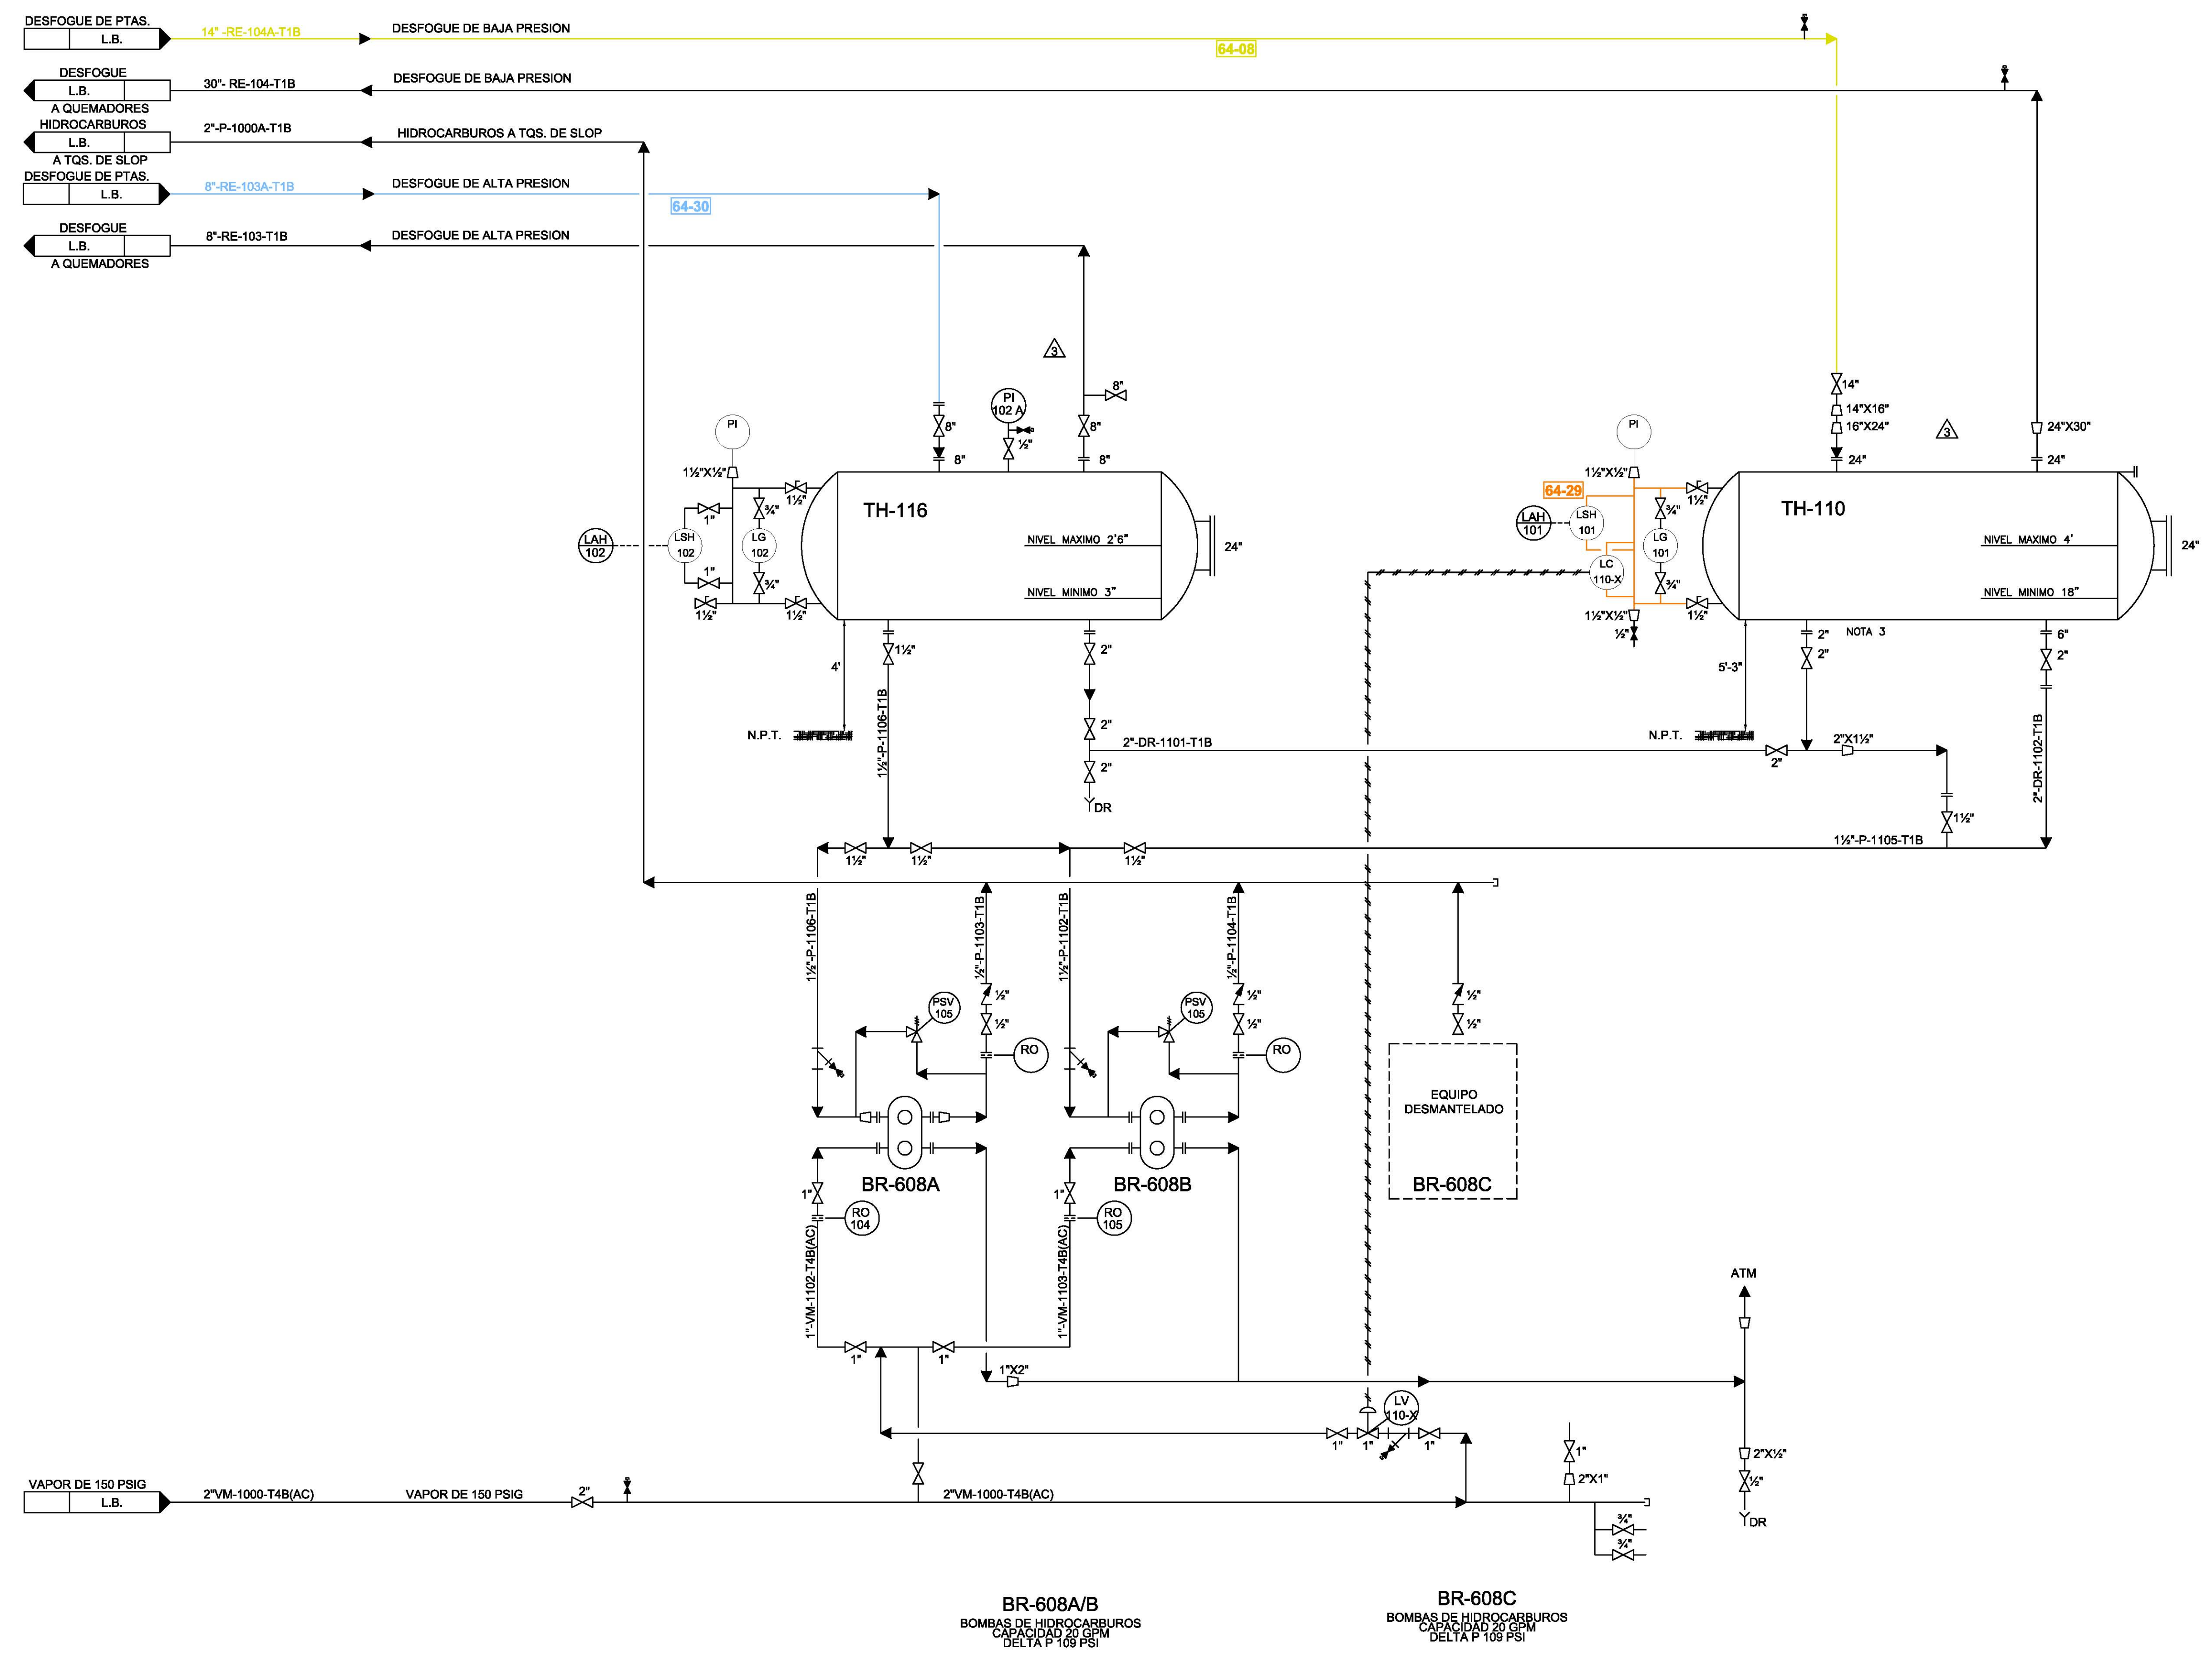 DESFOGUE DE PTAS.
L.B.
14" -RE-104A-T1B
DESFOGUE DE BAJA PRESION
64-08
DESFOGUE
L.B.
A QUEMADORES
30"- RE-104-T1B
DESFOGUE DE BAJA PRESION
HIDROCARBUROS
L.B.
A TQS. DE SLOP
2"-P-1000A-T1B
HIDROCARBUROS A TQS. DE SLOP
DESFOGUE DE PTAS.
L.B.
8"-RE-103A-T1B
DESFOGUE DE ALTA PRESION
64-30
DESFOGUE
L.B.
A QUEMADORES
8"-RE-103-T1B
DESFOGUE DE ALTA PRESION
3
8"
PI
102 A
8"
½"
8"
8"
8"
PI
1½"X½"
1½"
1"
¾"
LAH
102
LSH
102
LG
102
1"
¾"
1½"
1½"
TH-116
NIVEL MAXIMO 2'6"
NIVEL MINIMO 3"
24"
14"
14"X16"
16"X24"
24"
3
24"X30"
24"
PI
1½"X½"
64-29
1½"
¾"
LAH
101
LSH
101
LG
101
LC
110-X
¾"
1½"X½"
½"
1½"
TH-110
NIVEL MAXIMO 4'
NIVEL MINIMO 18"
24"
4'
N.P.T.
1½"
1½"-P-1106-T1B
2"
2"
2"-DR-1101-T1B
2"
DR
5'-3"
N.P.T.
2"
NOTA 3
2"
2"
2"X1½"
1½"
6"
2"
2"-DR-1102-T1B
1½"
1½"
1½"
1½"-P-1105-T1B
1½"-P-1106-T1B
½"-P-1103-T1B
1½"-P-1102-T1B
½"-P-1104-T1B
½"
½"
½"
PSV
105
½"
PSV
105
½"
½"
RO
RO
EQUIPO
DESMANTELADO
BR-608A
BR-608B
BR-608C
1"
RO
104
1"
RO
105
1"-VM-1102-T4B(AC)
1"-VM-1103-T4B(AC)
1"
1"
1"X2"
ATM
LV
110-X
1"
1"
1"
1"
2"X1"
2"X½"
½"
DR
VAPOR DE 150 PSIG
L.B.
2"VM-1000-T4B(AC)
VAPOR DE 150 PSIG
2"
2"VM-1000-T4B(AC)
¾"
¾"
BR-608A/B
BOMBAS DE HIDROCARBUROS
CAPACIDAD 20 GPM
DELTA P 109 PSI
BR-608C
BOMBAS DE HIDROCARBUROS
CAPACIDAD 20 GPM
DELTA P 109 PSI